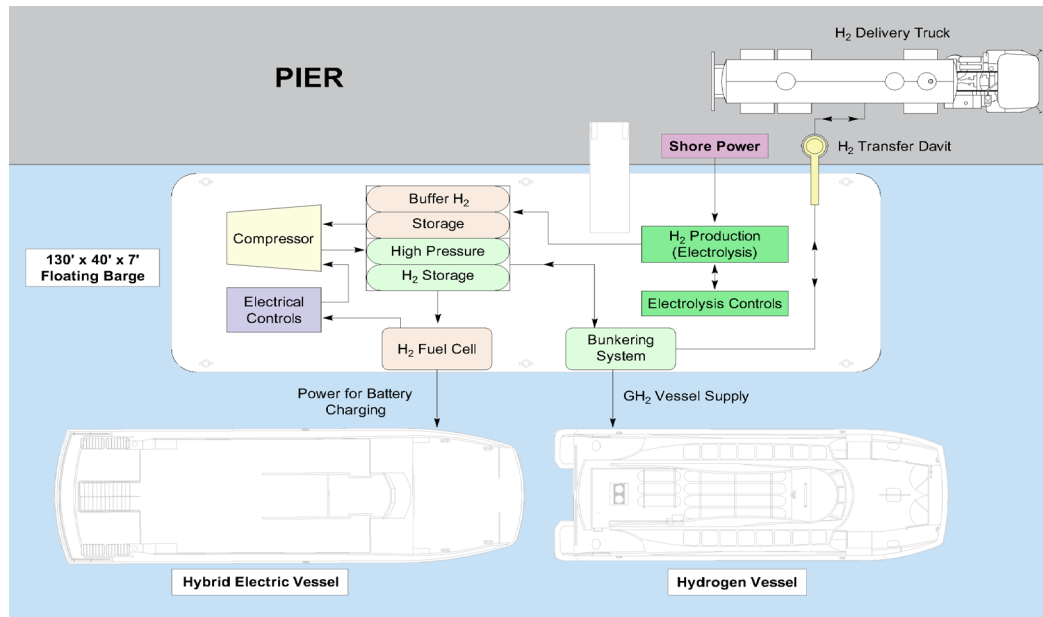 H₂ Delivery Truck
PIER
Shore Power
H₂ Transfer Davit
Buffer H₂
Storage
High Pressure
H₂ Storage
Compressor
H₂ Production
(Electrolysis)
130' x 40' x 7'
Floating Barge
Electrical
Controls
Electrolysis Controls
H₂ Fuel Cell
Bunkering
System
Power for Battery
Charging
GH₂ Vessel Supply
Hybrid Electric Vessel
Hydrogen Vessel